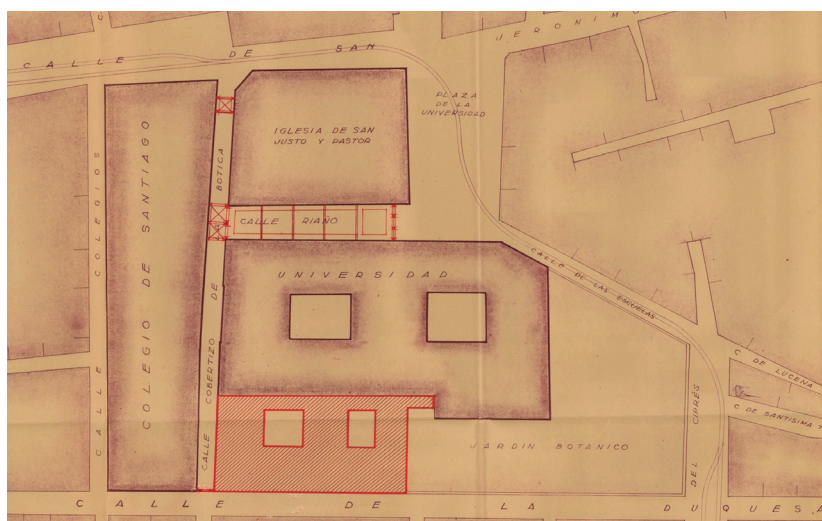 CALLE DE SAN JERONIMO
PLAZA
DE LA
UNIVERSIDAD
IGLESIA DE SAN
JUSTO Y PASTOR
CALLE RIAÑO
UNIVERSIDAD
CALLE DE LAS ESCUELAS
COLEGIO DE SANTIAGO
CALLE COLEGIOS
CALLE COBERTIZO DE BOTICA
JARDIN BOTANICO
DEL CIPRÉS
C. DE LUCENA
C. DE SANTISIMA
CALLE DE LA DUQUESA